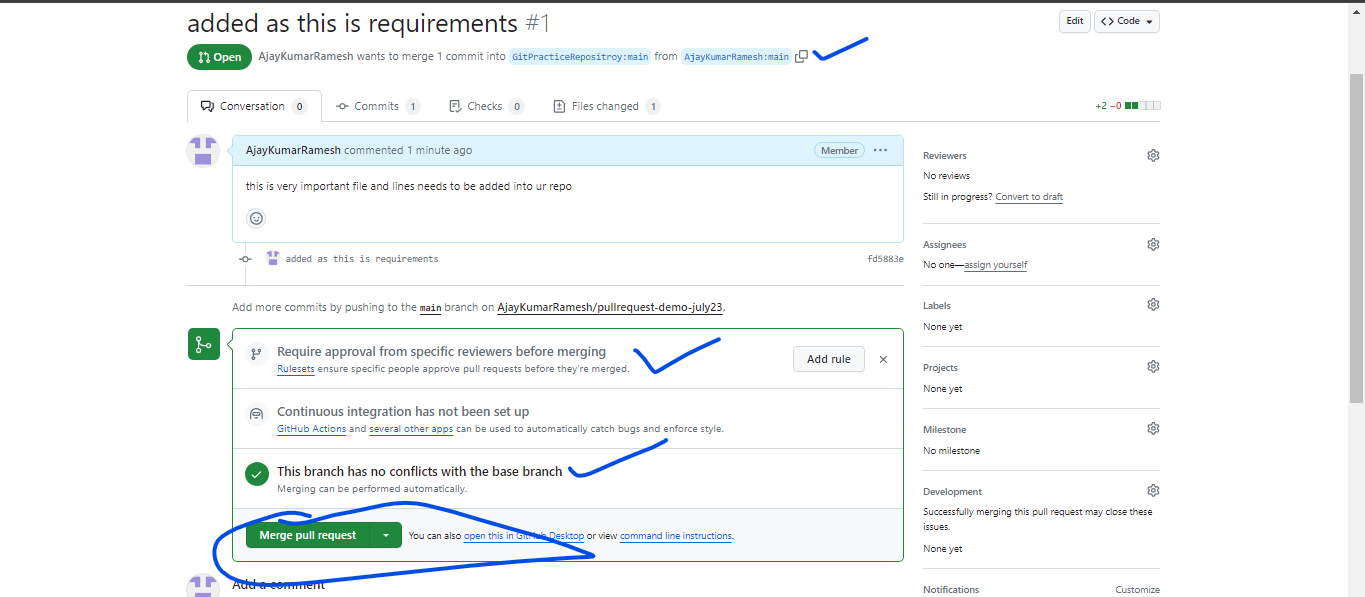 added as this is requirements #1
Edit
<> Code
Open
AjayKumarRamesh wants to merge 1 commit into GitPracticeRepositroy:main from AjayKumarRamesh:main
Conversation 0
Commits 1
Checks 0
Files changed 1
+2 −0
AjayKumarRamesh commented 1 minute ago
Member
this is very important file and lines needs to be added into ur repo
added as this is requirements
fd5883e
Add more commits by pushing to the main branch on AjayKumarRamesh/pullrequest-demo-july23.
Require approval from specific reviewers before merging
Rulesets ensure specific people approve pull requests before they're merged.
Add rule
Continuous integration has not been set up
GitHub Actions and several other apps can be used to automatically catch bugs and enforce style.
This branch has no conflicts with the base branch
Merging can be performed automatically.
Merge pull request
You can also open this in GitHub Desktop or view command line instructions.
Add a comment
Reviewers
No reviews
Still in progress? Convert to draft
Assignees
No one—assign yourself
Labels
None yet
Projects
None yet
Milestone
No milestone
Development
Successfully merging this pull request may close these
issues.
None yet
Notifications
Customize